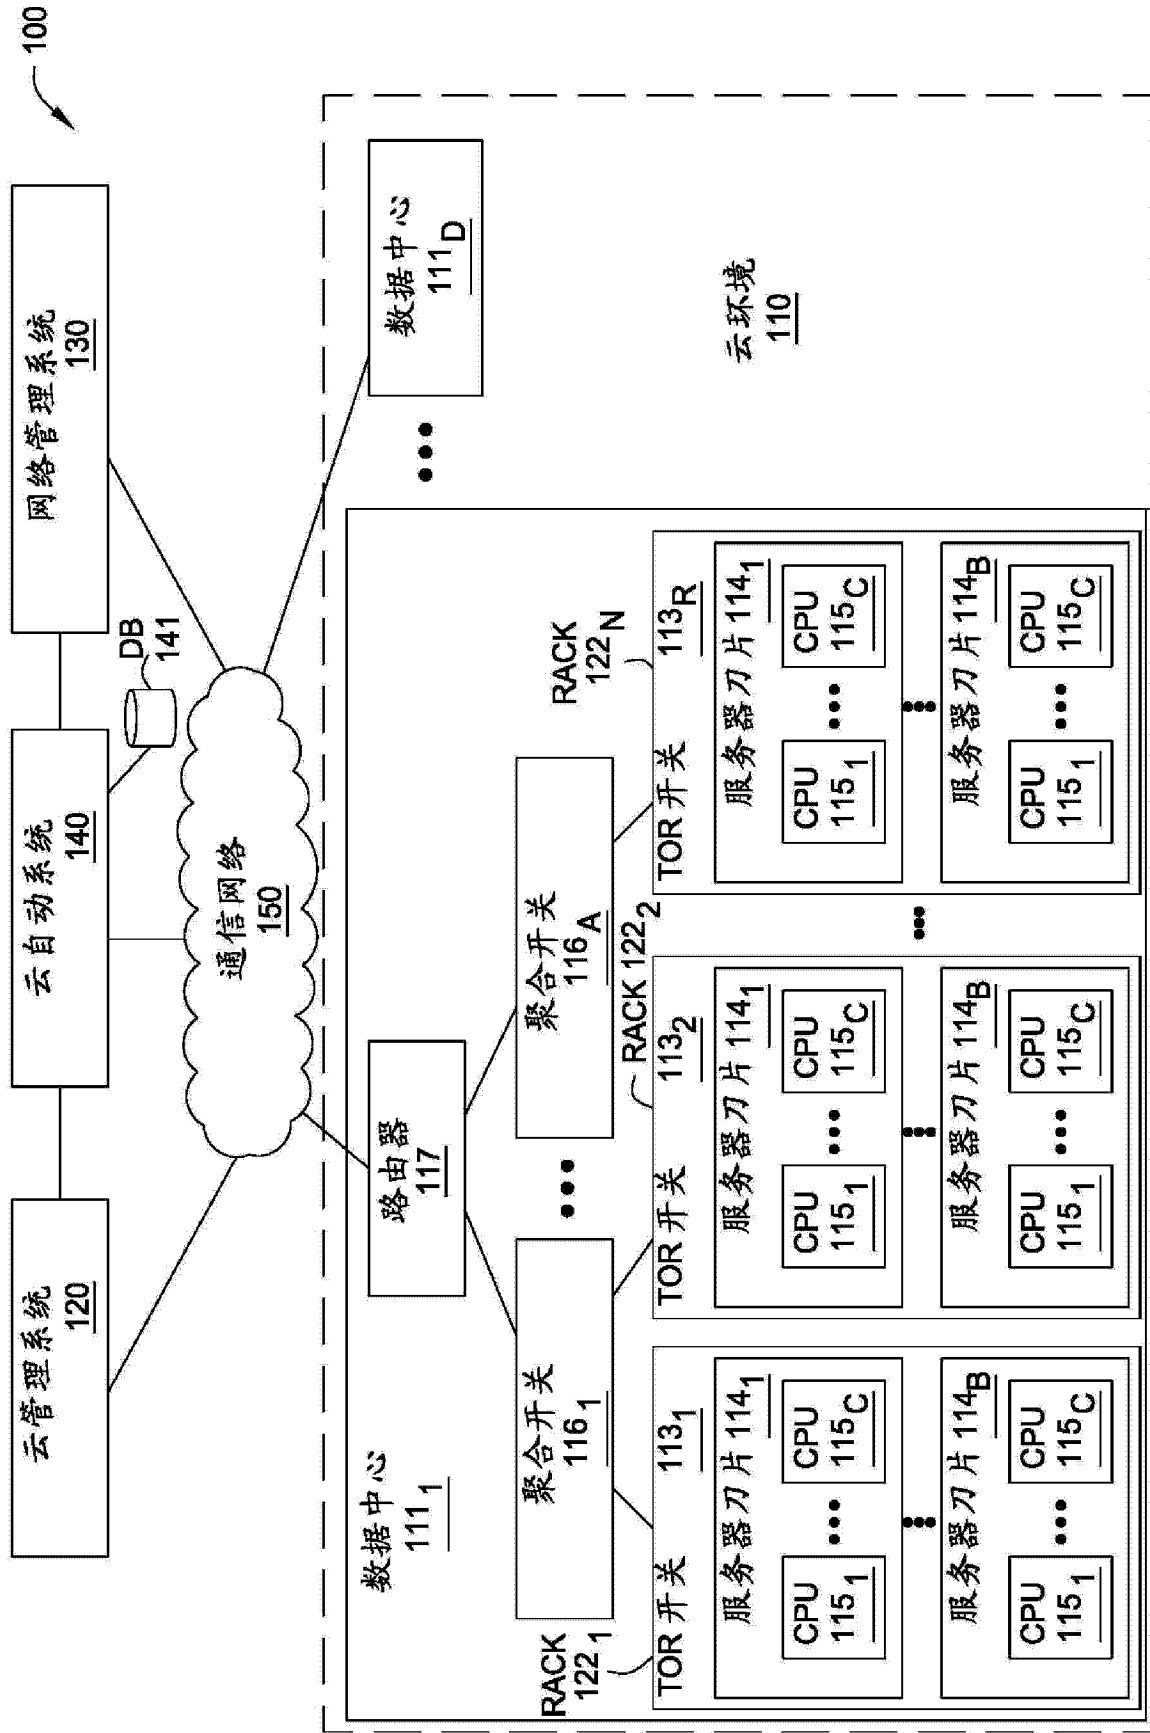 100
云管理系统
120
云自动系统
140
网络管理系统
130
DB
141
通信网络
150
数据中心
111₁
路由器
117
数据中心
111D
聚合开关
116₁
聚合开关
116A
云环境
110
RACK
122₁
RACK 122₂
RACK
122N
TOR 开关 113₁
TOR 开关 113₂
TOR 开关 113R
服务器刀片 114₁
服务器刀片 114₁
服务器刀片 114₁
CPU
115₁
CPU
115C
CPU
115₁
CPU
115C
CPU
115₁
CPU
115C
服务器刀片 114B
服务器刀片 114B
服务器刀片 114B
CPU
115₁
CPU
115C
CPU
115₁
CPU
115C
CPU
115₁
CPU
115C